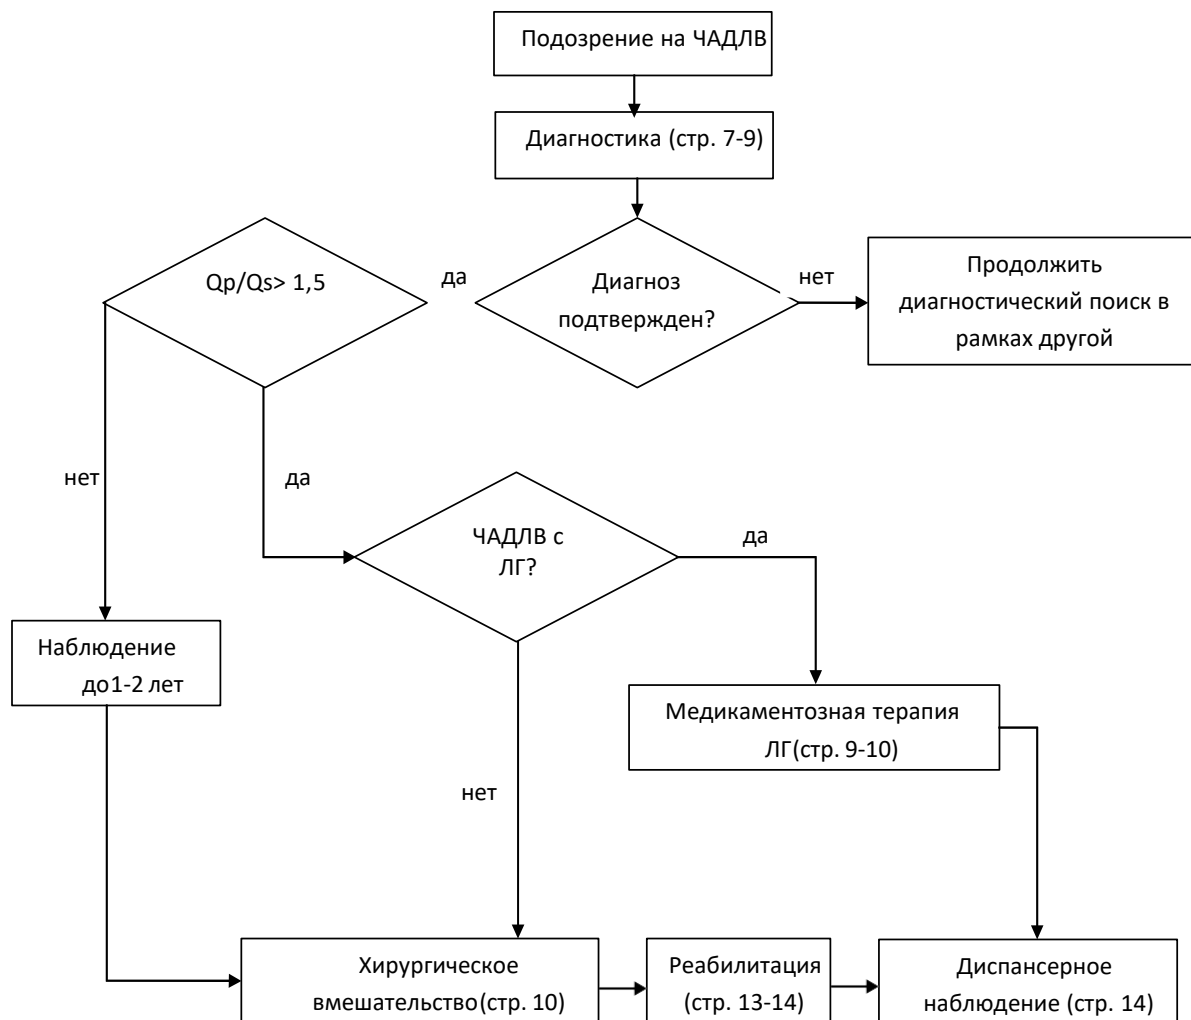 Подозрение на ЧАДЛВ
Диагностика (стр. 7-9)
Qp/Qs> 1,5
да
Диагноз
подтвержден?
нет
Продолжить
диагностический поиск в
рамках другой
нет
да
ЧАДЛВ с
ЛГ?
да
Наблюдение
до1-2 лет
Медикаментозная терапия
ЛГ(стр. 9-10)
нет
Хирургическое
вмешательство(стр. 10)
Реабилитация
(стр. 13-14)
Диспансерное
наблюдение (стр. 14)